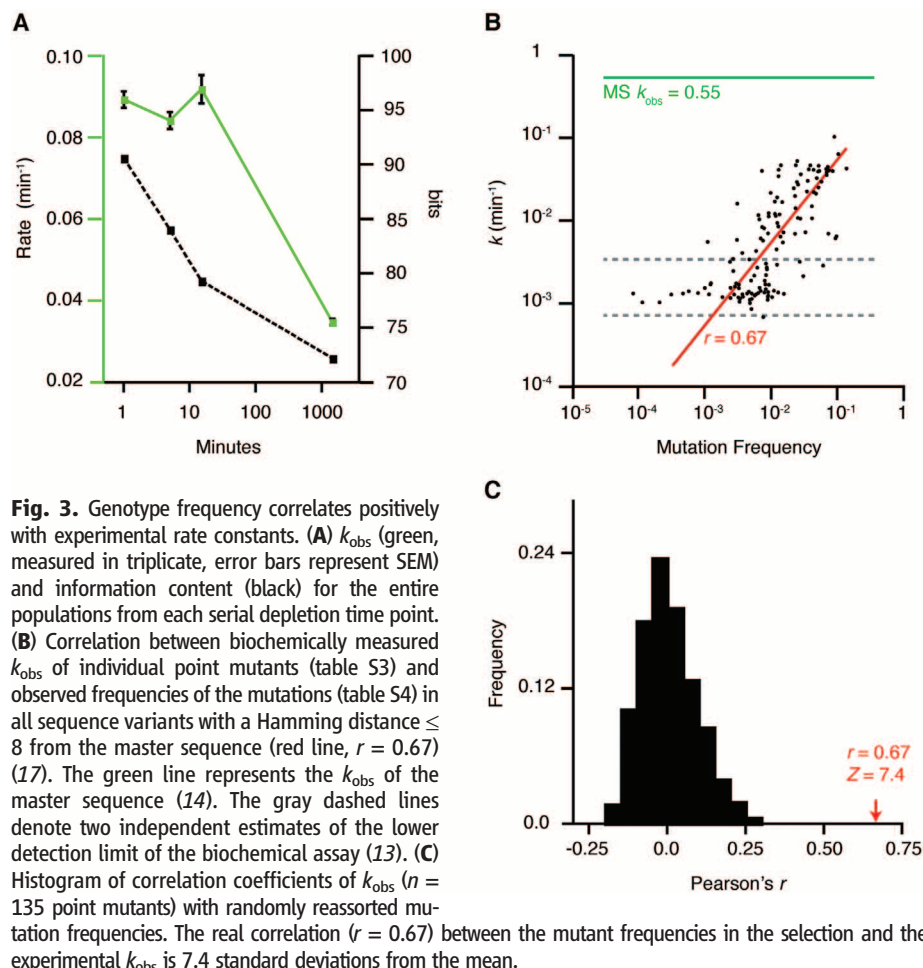 A
0.10
0.08
0.06
0.04
0.02
Rate (min⁻¹)
100
95
90
85
80
75
70
bits
1
10
100
1000
Minutes
B
1
10⁻¹
10⁻²
10⁻³
10⁻⁴
k (min⁻¹)
MS kobs = 0.55
r = 0.67
10⁻⁵
10⁻⁴
10⁻³
10⁻²
10⁻¹
1
Mutation Frequency
C
0.24
0.12
0.0
Frequency
r = 0.67
Z = 7.4
-0.25
0.0
0.25
0.50
0.75
Pearson's r
Fig. 3. Genotype frequency correlates positively
with experimental rate constants. (A) kobs (green,
measured in triplicate, error bars represent SEM)
and information content (black) for the entire
populations from each serial depletion time point.
(B) Correlation between biochemically measured
kobs of individual point mutants (table S3) and
observed frequencies of the mutations (table S4) in
all sequence variants with a Hamming distance ≤
8 from the master sequence (red line, r = 0.67)
(17). The green line represents the kobs of the
master sequence (14). The gray dashed lines
denote two independent estimates of the lower
detection limit of the biochemical assay (13). (C)
Histogram of correlation coefficients of kobs (n =
135 point mutants) with randomly reassorted mu-
tation frequencies. The real correlation (r = 0.67) between the mutant frequencies in the selection and the
experimental kobs is 7.4 standard deviations from the mean.